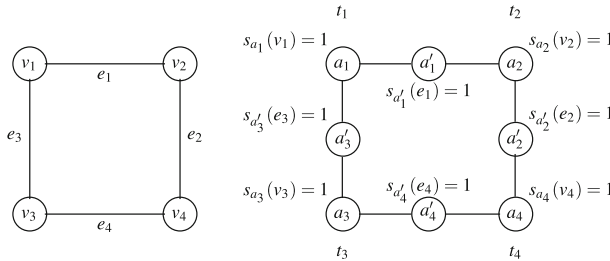 t₁ t₂
v₁ e₁ v₂
s_{a₁}(v₁) = 1 a₁ a′₁ a₂ s_{a₂}(v₂) = 1
s_{a′₁}(e₁) = 1
e₃ e₂
s_{a′₃}(e₃) = 1 a′₃ a′₂ s_{a′₂}(e₂) = 1
v₃ e₄ v₄
s_{a₃}(v₃) = 1 a₃ s_{a′₄}(e₄) = 1 a′₄ a₄ s_{a₄}(v₄) = 1
t₃ t₄